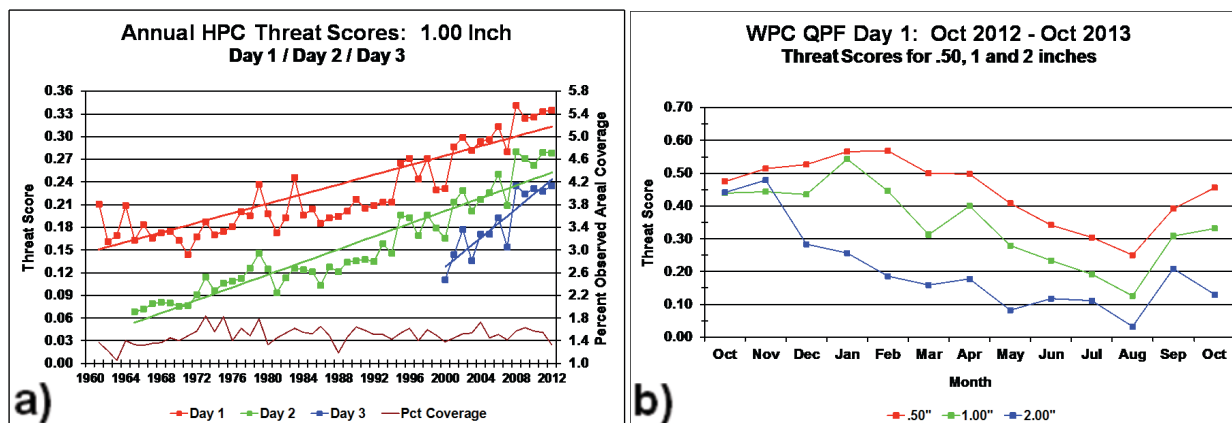 Annual HPC Threat Scores: 1.00 Inch
Day 1 / Day 2 / Day 3
Threat Score
0.36
0.33
0.30
0.27
0.24
0.21
0.18
0.15
0.12
0.09
0.06
0.03
0.00
5.8
5.4
5.0
4.6
4.2
3.8
3.4
3.0
2.6
2.2
1.8
1.4
1.0
Percent Observed Areal Coverage
1960 1964 1968 1972 1976 1980 1984 1988 1992 1996 2000 2004 2008 2012
Day 1 Day 2 Day 3 Pct Coverage
a)
WPC QPF Day 1: Oct 2012 - Oct 2013
Threat Scores for .50, 1 and 2 inches
Threat Score
0.70
0.60
0.50
0.40
0.30
0.20
0.10
0.00
Oct Nov Dec Jan Feb Mar Apr May Jun Jul Aug Sep Oct
Month
.50" 1.00" 2.00"
b)